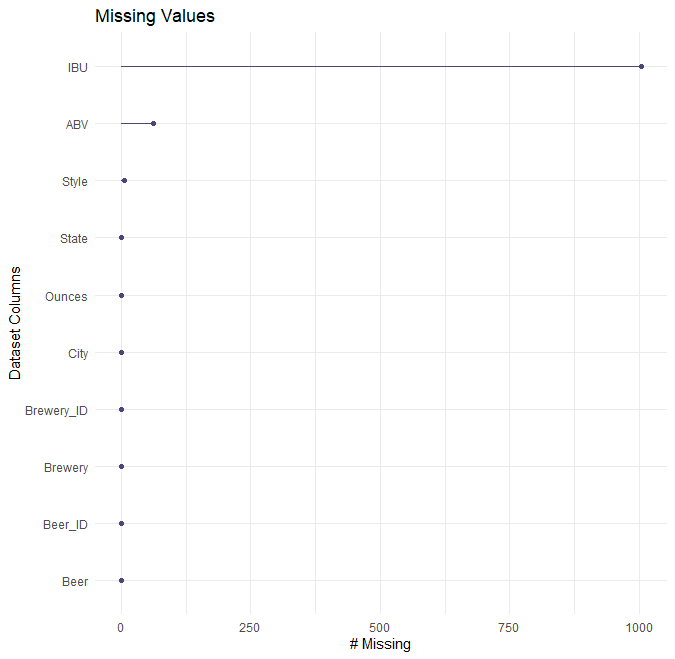 Missing Values
IBU
ABV
Style
State
Ounces
City
Brewery_ID
Brewery
Beer_ID
Beer
Dataset Columns
0 250 500 750 1000
# Missing